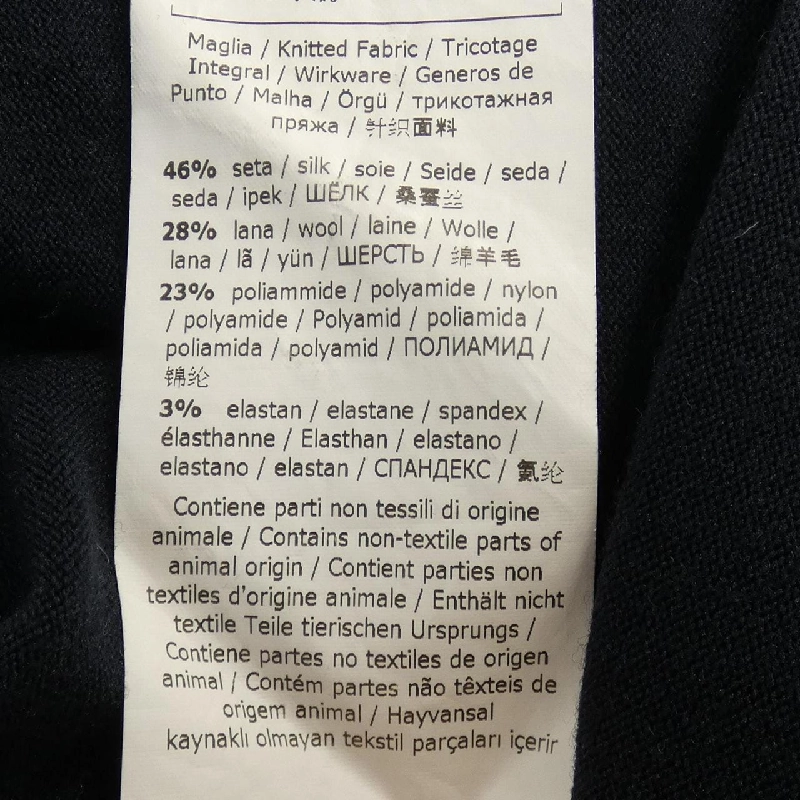 Maglia / Knitted Fabric / Tricotage
Integral / Wirkware / Generos de
Punto / Malha / Örgü / трикотажная
пряжа / 针织面料
46% seta / silk / soie / Seide / seda /
seda / ipek / ШЁЛК / 桑蚕丝
28% lana / wool / laine / Wolle /
lana / lã / yün / ШЕРСТЬ / 绵羊毛
23% poliammide / polyamide / nylon
/ polyamide / Polyamid / poliamida /
poliamida / polyamid / ПОЛИАМИД /
锦纶
3% elastan / elastane / spandex /
élasthanne / Elasthan / elastano /
elastano / elastan / СПАНДЕКС / 氨纶
Contiene parti non tessili di origine
animale / Contains non-textile parts of
animal origin / Contient parties non
textiles d'origine animale / Enthält nicht
textile Teile tierischen Ursprungs /
Contiene partes no textiles de origen
animal / Contém partes não têxteis de
origem animal / Hayvansal
kaynaklı olmayan tekstil parçaları içerir